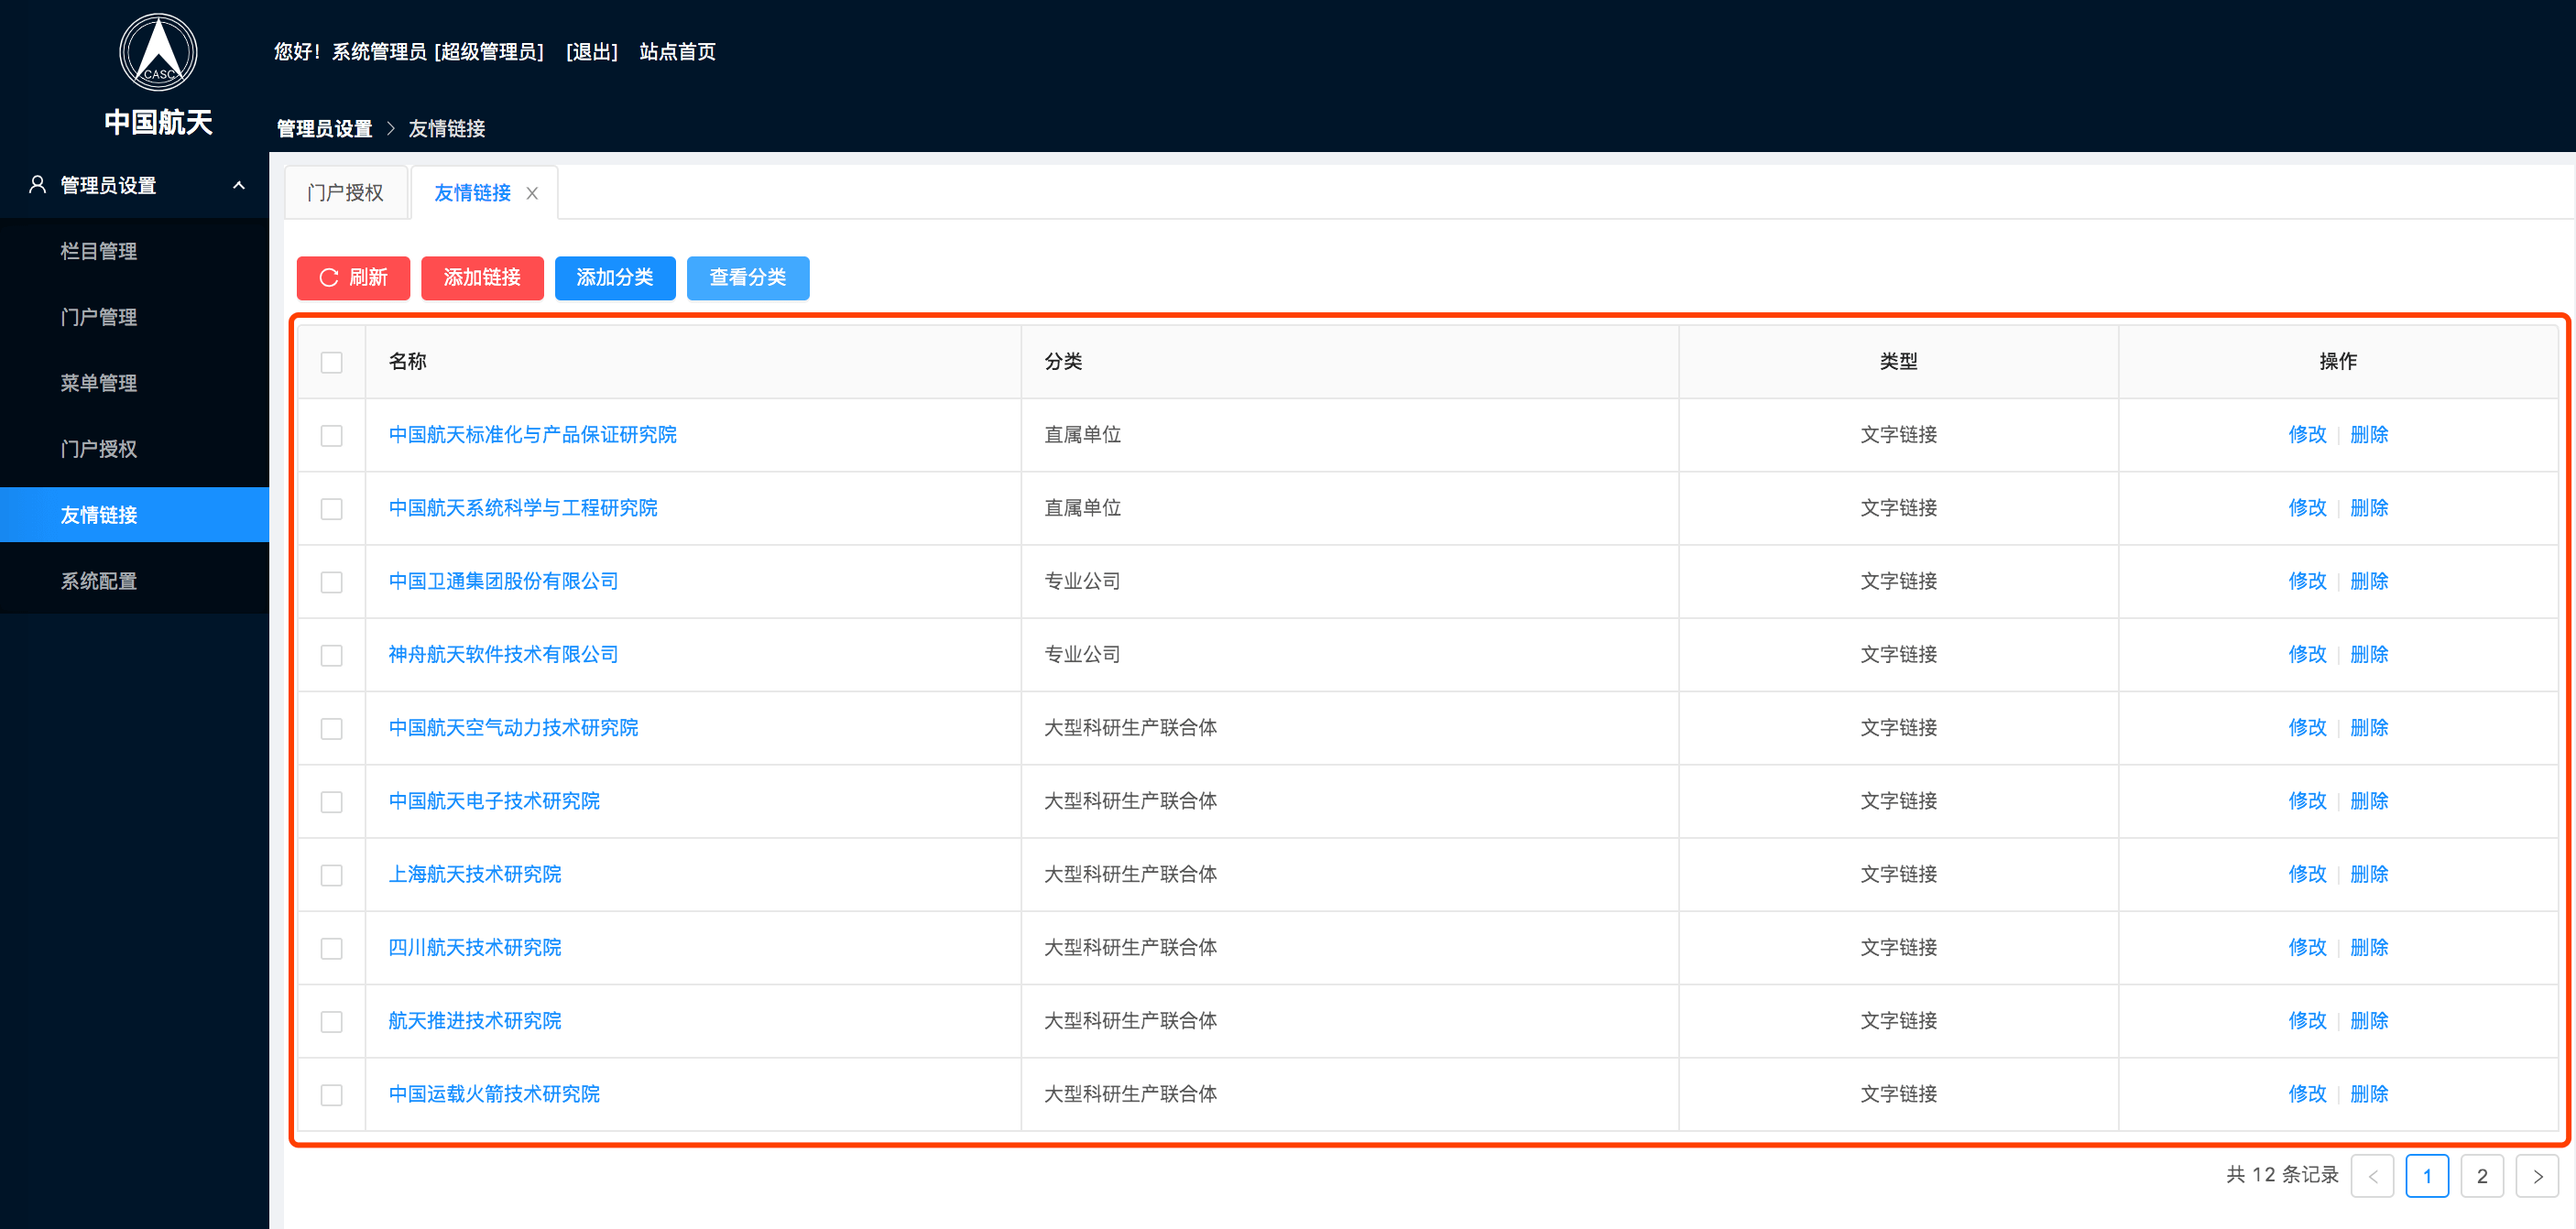 CASC
中国航天
您好！系统管理员 [超级管理员] [退出] 站点首页
管理员设置 > 友情链接
管理员设置
栏目管理
门户管理
菜单管理
门户授权
友情链接
系统配置
门户授权 友情链接
刷新 添加链接 添加分类 查看分类
名称 分类 类型 操作
中国航天标准化与产品保证研究院 直属单位 文字链接 修改 删除
中国航天系统科学与工程研究院 直属单位 文字链接 修改 删除
中国卫通集团股份有限公司 专业公司 文字链接 修改 删除
神舟航天软件技术有限公司 专业公司 文字链接 修改 删除
中国航天空气动力技术研究院 大型科研生产联合体 文字链接 修改 删除
中国航天电子技术研究院 大型科研生产联合体 文字链接 修改 删除
上海航天技术研究院 大型科研生产联合体 文字链接 修改 删除
四川航天技术研究院 大型科研生产联合体 文字链接 修改 删除
航天推进技术研究院 大型科研生产联合体 文字链接 修改 删除
中国运载火箭技术研究院 大型科研生产联合体 文字链接 修改 删除
共 12 条记录 < 1 2 >